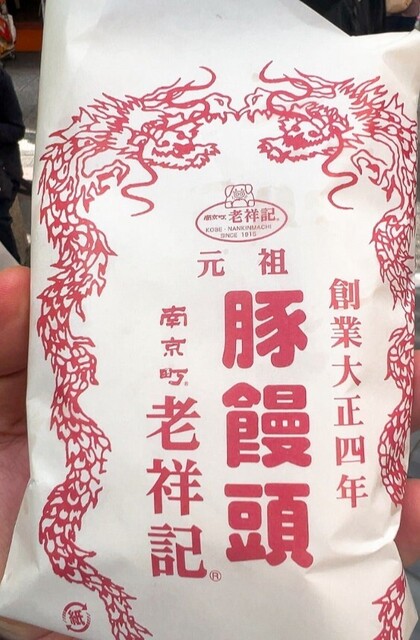 南京町 老祥記®
KOBE - NANKINMACHI
SINCE 1915
元 祖
創業大正四年
豚饅頭
南京町®
老祥記®
紙